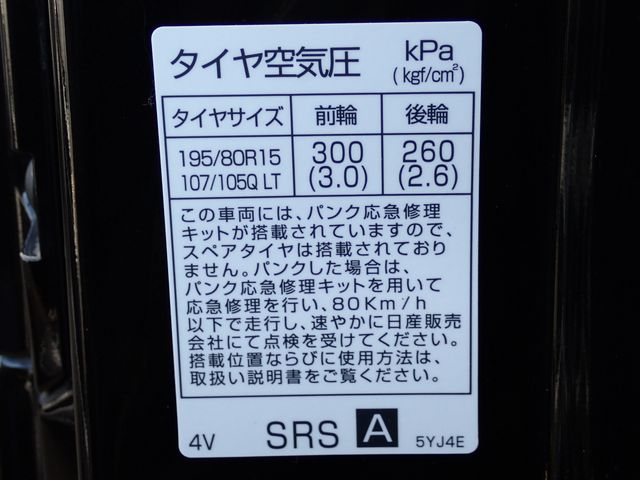 タイヤ空気圧 kPa
(kgf/cm²)
タイヤサイズ 前輪 後輪
195/80R15 300 260
107/105Q LT (3.0) (2.6)
この車両には、パンク応急修理
キットが搭載されていますので、
スペアタイヤは搭載されており
ません。パンクした場合は、
パンク応急修理キットを用いて
応急修理を行い、80Km/h
以下で走行し、速やかに日産販売
会社にて点検を受けてください。
搭載位置ならびに使用方法は、
取扱い説明書をご覧ください。
4V SRS A 5YJ4E